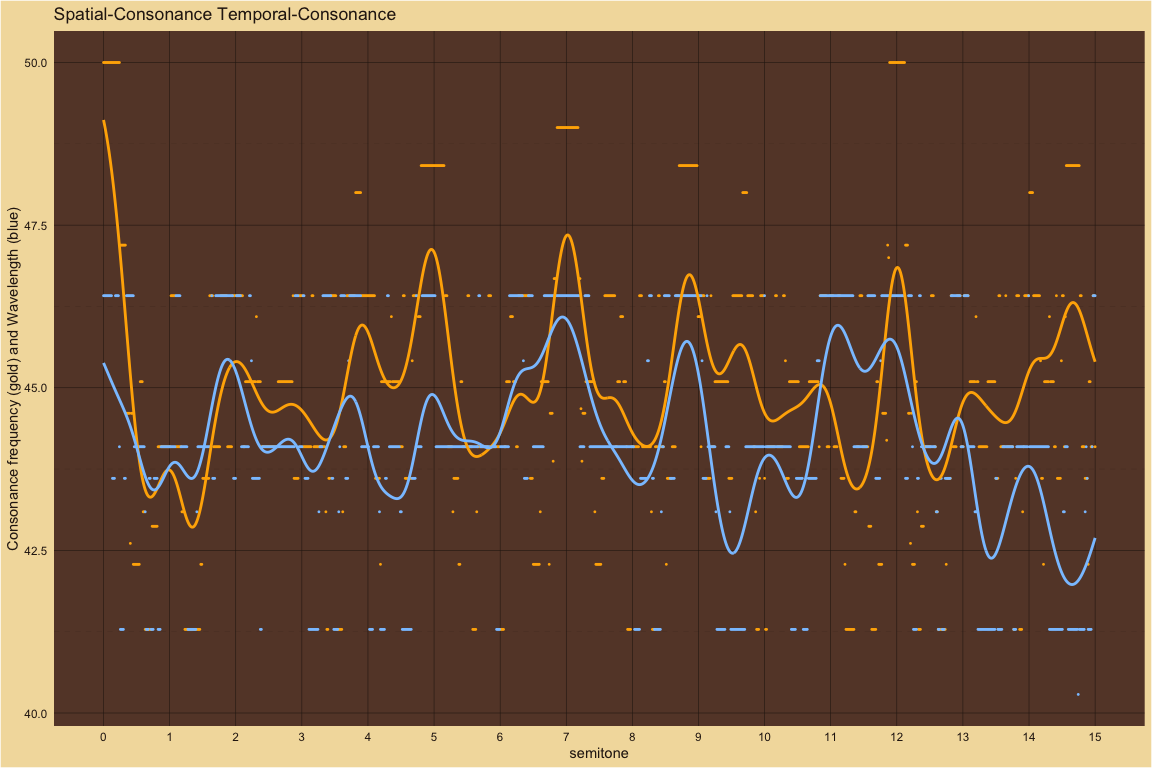 Spatial-Consonance Temporal-Consonance
Consonance frequency (gold) and Wavelength (blue)
50.0
47.5
45.0
42.5
40.0
0 1 2 3 4 5 6 7 8 9 10 11 12 13 14 15
semitone